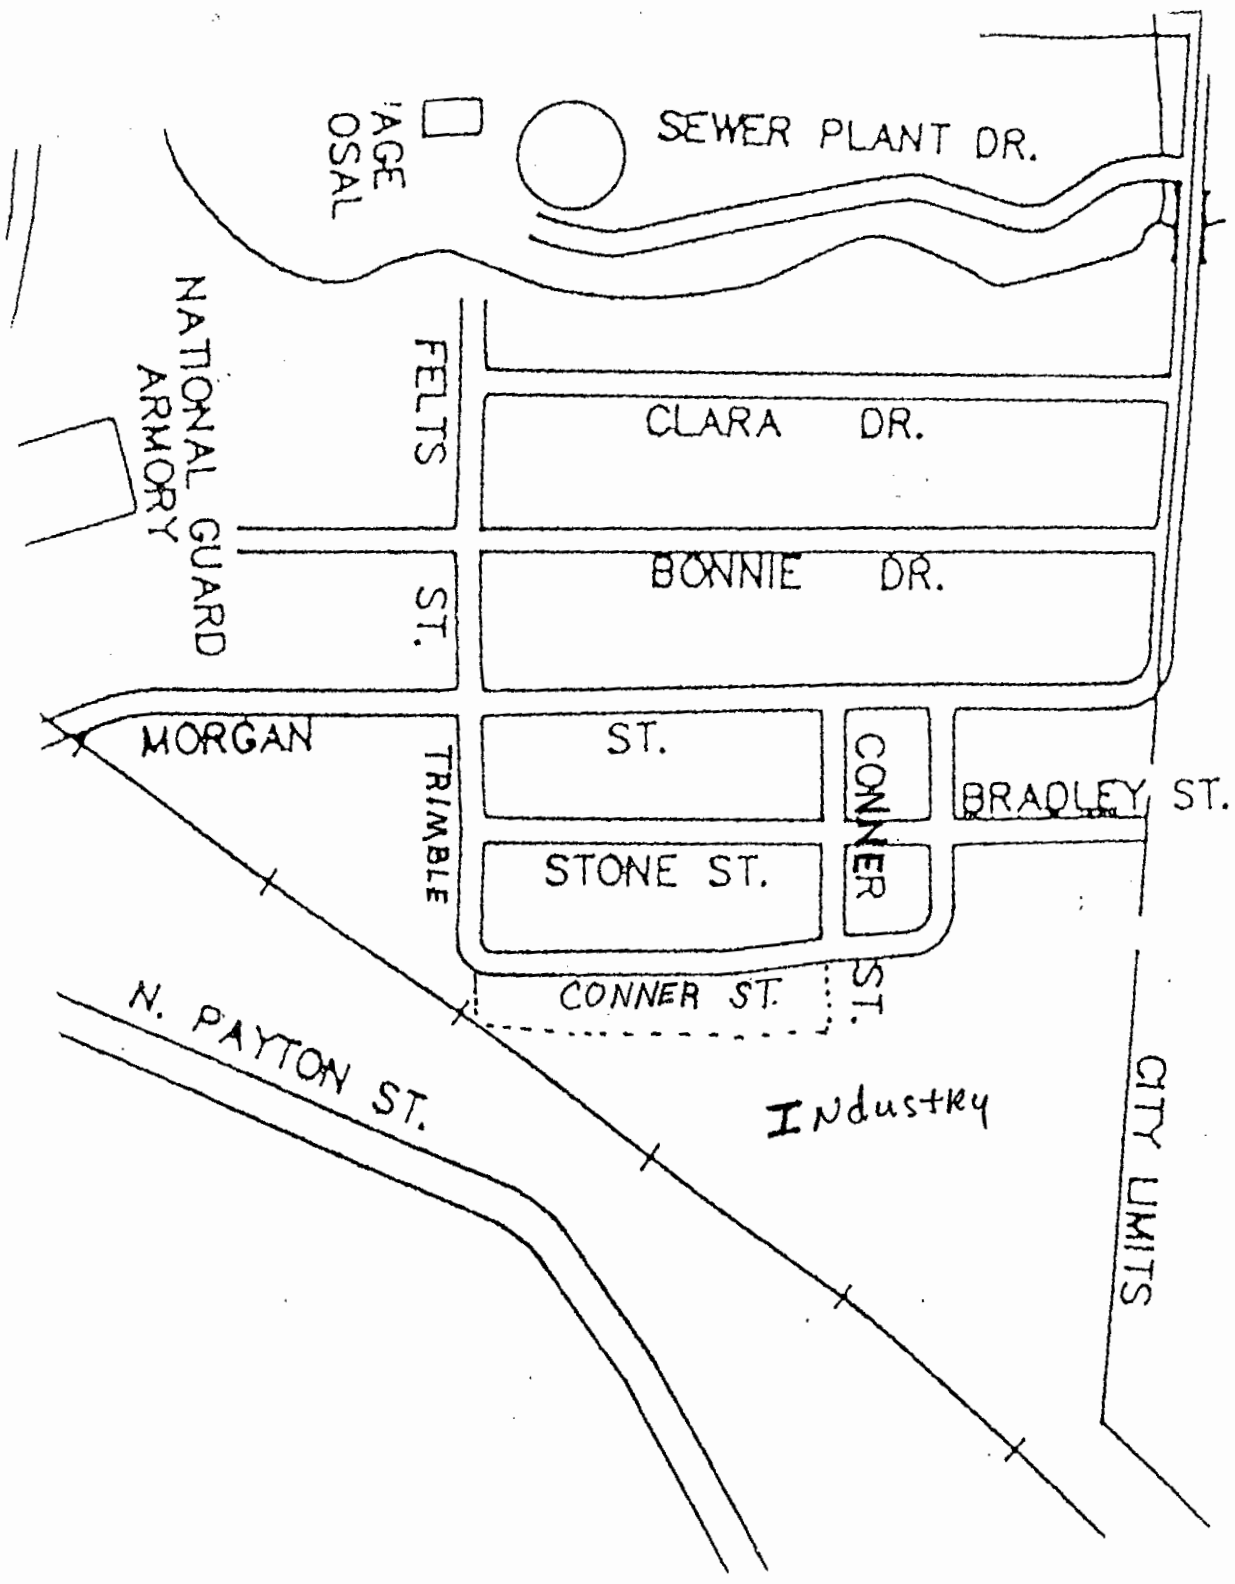 SEWER PLANT DR.
'AGE
OSAL
NATIONAL GUARD
ARMORY
FELTS ST.
CLARA DR.
BONNIE DR.
MORGAN ST.
TRIMBLE
CONNER ST.
BRADLEY ST.
STONE ST.
CONNER ST.
N. PAYTON ST.
Industry
CITY LIMITS